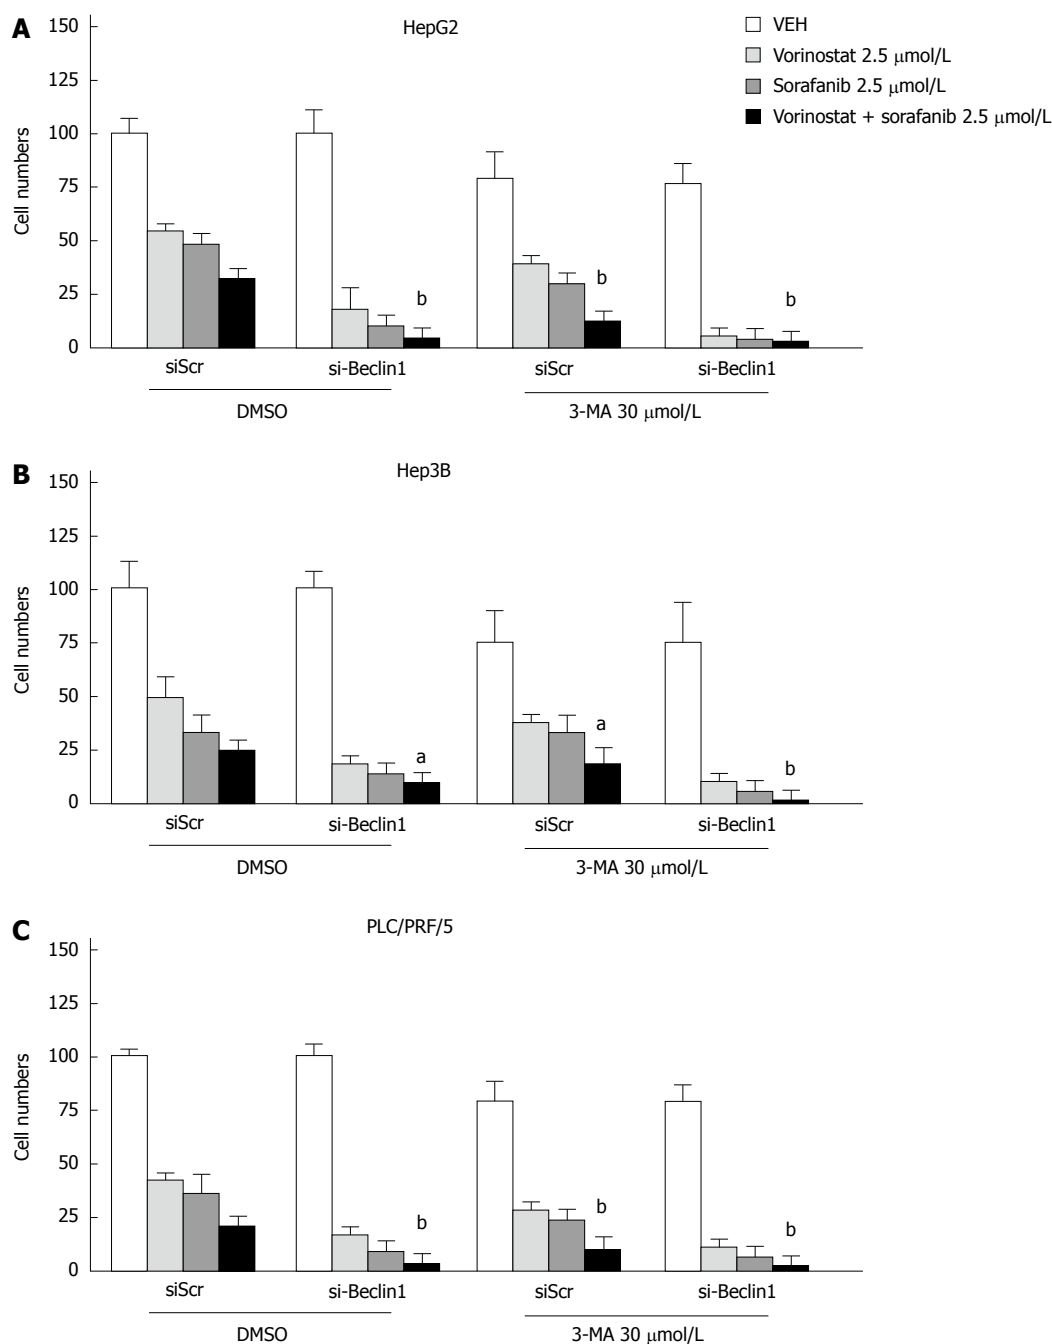 A
HepG2
VEH
Vorinostat 2.5 μmol/L
Sorafanib 2.5 μmol/L
Vorinostat + sorafanib 2.5 μmol/L
Cell numbers
150
125
100
75
50
25
0
b
b
b
siScr
si-Beclin1
siScr
si-Beclin1
DMSO
3-MA 30 μmol/L
B
Hep3B
Cell numbers
150
125
100
75
50
25
0
a
a
b
siScr
si-Beclin1
siScr
si-Beclin1
DMSO
3-MA 30 μmol/L
C
PLC/PRF/5
Cell numbers
150
125
100
75
50
25
0
b
b
b
siScr
si-Beclin1
siScr
si-Beclin1
DMSO
3-MA 30 μmol/L